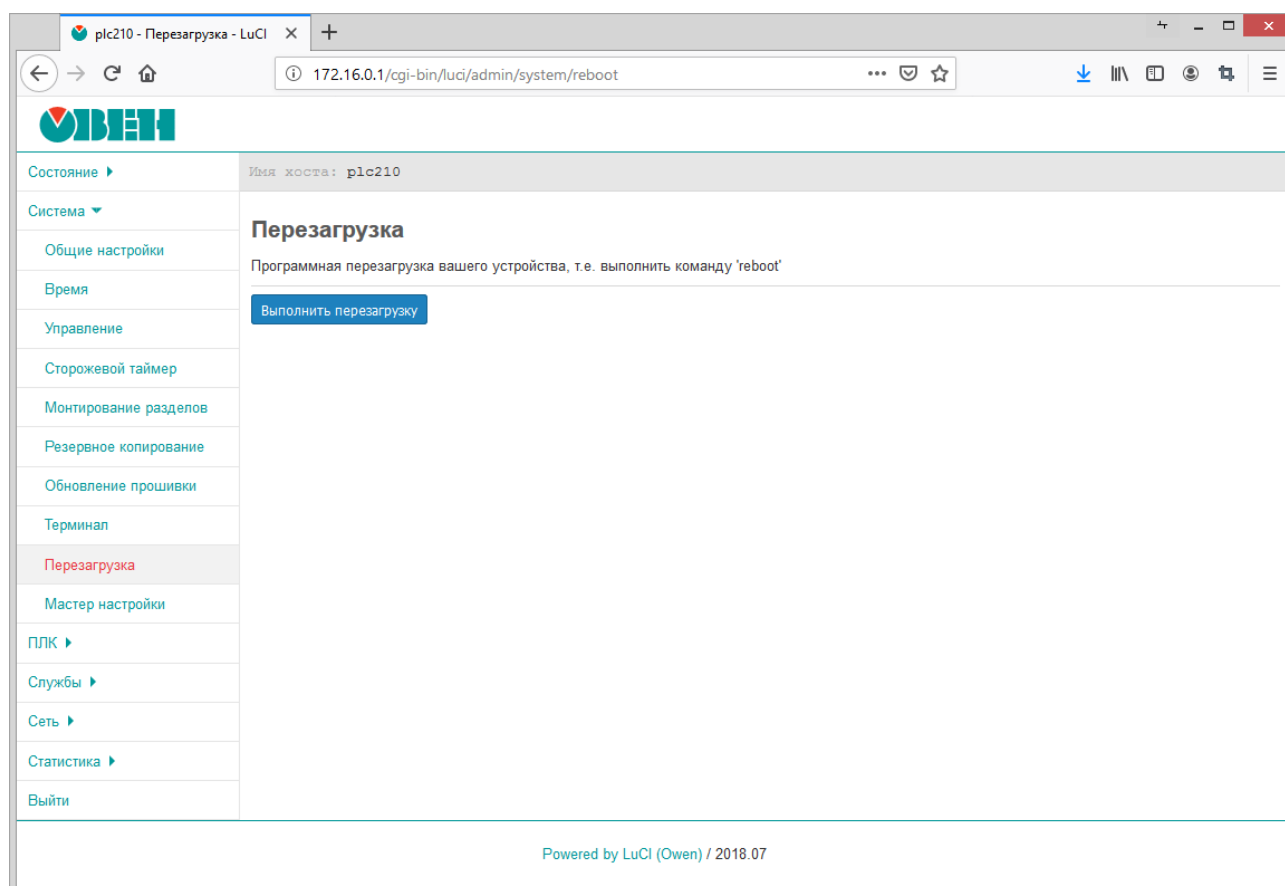 plc210 - Перезагрузка - LuCI
172.16.0.1/cgi-bin/luci/admin/system/reboot
ОВЕН
Состояние
Имя хоста: plc210
Система
Перезагрузка
Общие настройки
Программная перезагрузка вашего устройства, т.е. выполнить команду 'reboot'
Время
Выполнить перезагрузку
Управление
Сторожевой таймер
Монтирование разделов
Резервное копирование
Обновление прошивки
Терминал
Перезагрузка
Мастер настройки
ПЛК
Службы
Сеть
Статистика
Выйти
Powered by LuCI (Owen) / 2018.07